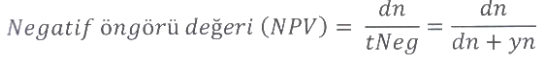 Negatif öngörü değeri (NPV) = dn / tNeg = dn / dn + yn